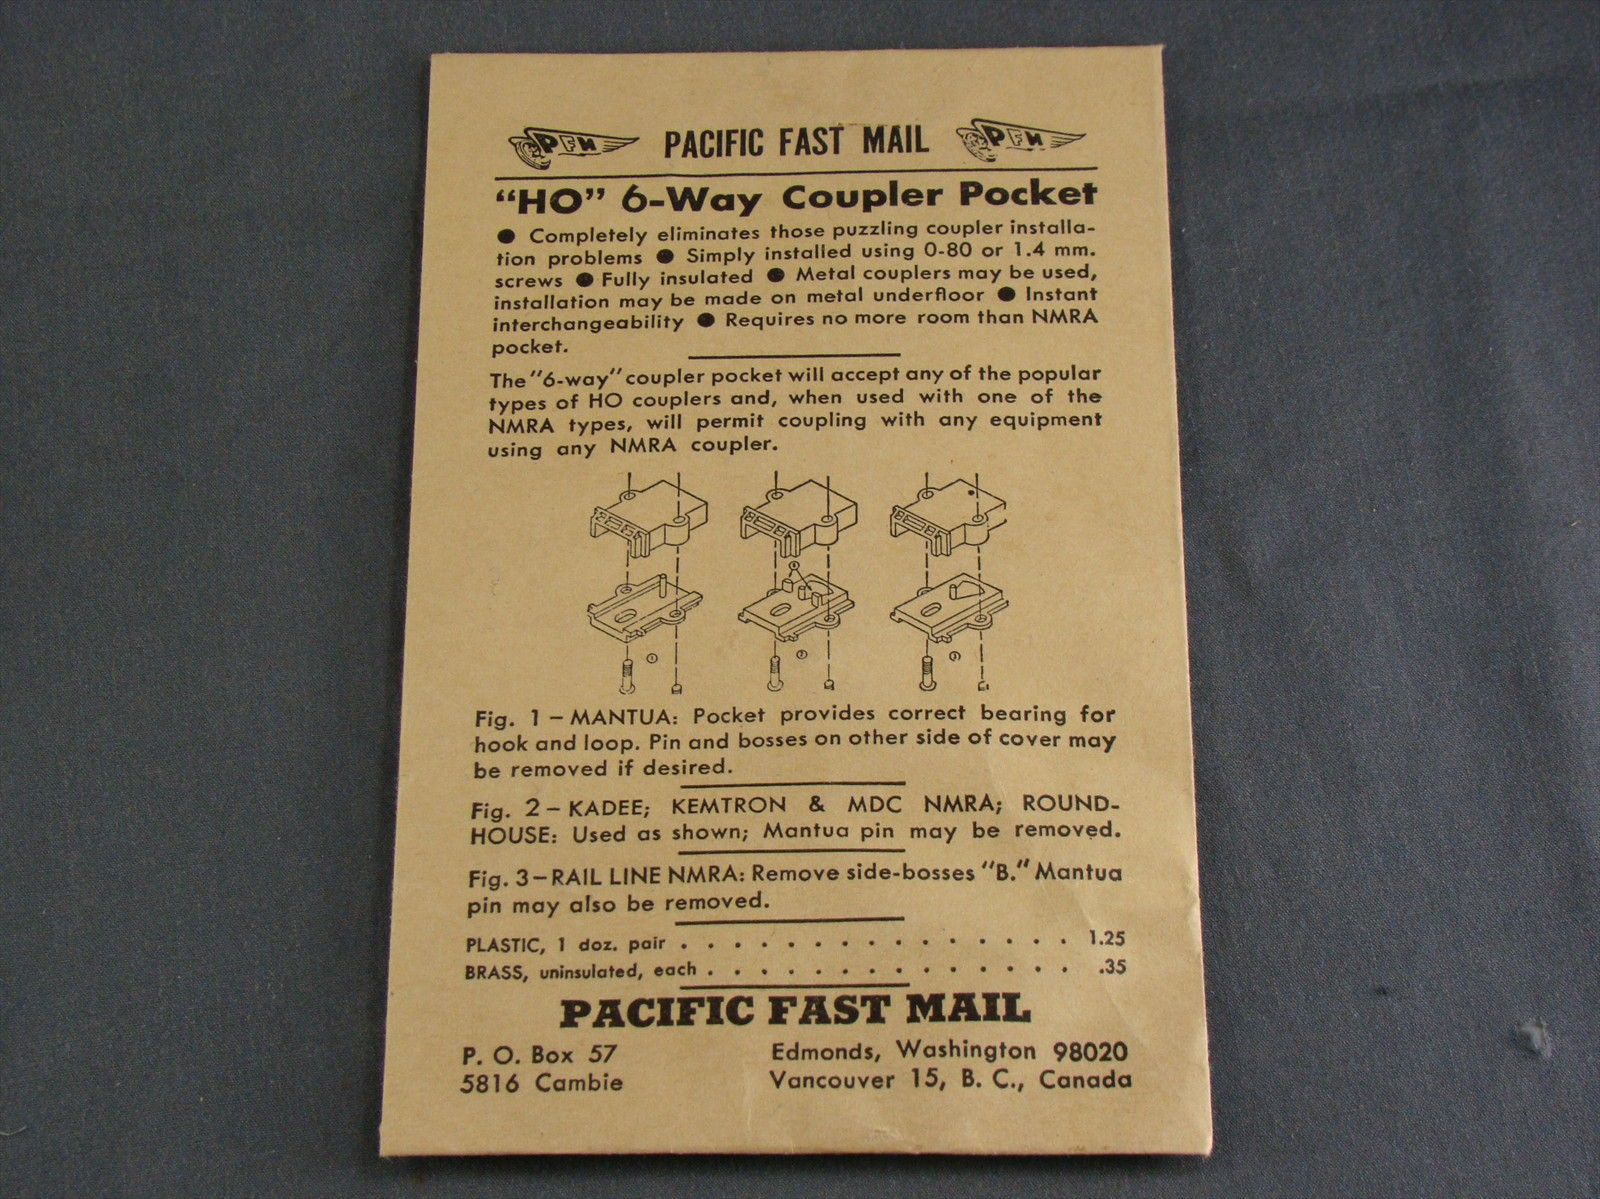 PFM PACIFIC FAST MAIL PFM
"HO" 6-Way Coupler Pocket
● Completely eliminates those puzzling coupler installa-
tion problems ● Simply installed using 0-80 or 1.4 mm.
screws ● Fully insulated ● Metal couplers may be used,
installation may be made on metal underfloor ● Instant
interchangeability ● Requires no more room than NMRA
pocket.
The "6-way" coupler pocket will accept any of the popular
types of HO couplers and, when used with one of the
NMRA types, will permit coupling with any equipment
using any NMRA coupler.
1 2 3
Fig. 1 – MANTUA: Pocket provides correct bearing for
hook and loop. Pin and bosses on other side of cover may
be removed if desired.
Fig. 2 – KADEE; KEMTRON & MDC NMRA; ROUND-
HOUSE: Used as shown; Mantua pin may be removed.
Fig. 3 – RAIL LINE NMRA: Remove side-bosses "B." Mantua
pin may also be removed.
PLASTIC, 1 doz. pair . . . . . . . . . . . . . . . 1.25
BRASS, uninsulated, each . . . . . . . . . . . . . . .35
PACIFIC FAST MAIL
P. O. Box 57 Edmonds, Washington 98020
5816 Cambie Vancouver 15, B. C., Canada